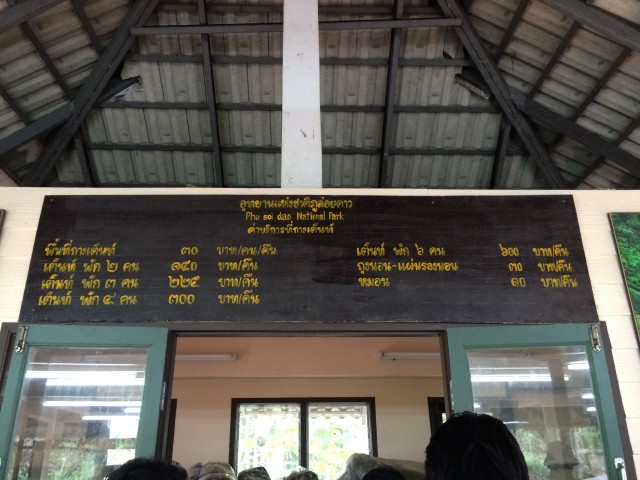 อุทยานแห่งชาติภูสอยดาว
Phu soi dao National Park
ค่าบริการที่กางเต็นท์
พื้นที่กางเต็นท์ ๓๐ บาท/คน/คืน
เต็นท์ พัก ๒ คน ๑๕๐ บาท/คืน
เต็นท์ พัก ๓ คน ๒๒๕ บาท/คืน
เต็นท์ พัก ๔ คน ๓๐๐ บาท/คืน
เต็นท์ พัก ๖ คน ๖๐๐ บาท/คืน
ถุงนอน-แผ่นรองนอน ๓๐ บาท/คืน
หมอน ๑๐ บาท/คืน